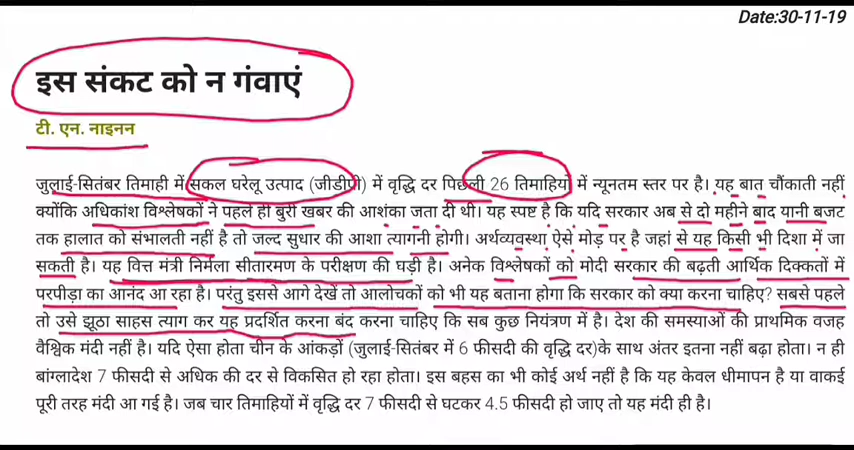 Date:30-11-19
इस संकट को न गंवाएं
टी. एन. नाइनन
जुलाई-सितंबर तिमाही में सकल घरेलू उत्पाद (जीडीपी) में वृद्धि दर पिछली 26 तिमाहियों में न्यूनतम स्तर पर है। यह बात चौंकाती नहीं
क्योंकि अधिकांश विश्लेषकों ने पहले ही बुरी खबर की आशंका जता दी थी। यह स्पष्ट है कि यदि सरकार अब से दो महीने बाद यानी बजट
तक हालात को संभालती नहीं है तो जल्द सुधार की आशा त्यागनी होगी। अर्थव्यवस्था ऐसे मोड़ पर है जहां से यह किसी भी दिशा में जा
सकती है। यह वित्त मंत्री निर्मला सीतारमण के परीक्षण की घड़ी है। अनेक विश्लेषकों को मोदी सरकार की बढ़ती आर्थिक दिक्कतों में
परपीड़ा का आनंद आ रहा है। परंतु इससे आगे देखें तो आलोचकों को भी यह बताना होगा कि सरकार को क्या करना चाहिए? सबसे पहले
तो उसे झूठा साहस त्याग कर यह प्रदर्शित करना बंद करना चाहिए कि सब कुछ नियंत्रण में है। देश की समस्याओं की प्राथमिक वजह
वैश्विक मंदी नहीं है। यदि ऐसा होता चीन के आंकड़ों (जुलाई-सितंबर में 6 फीसदी की वृद्धि दर)के साथ अंतर इतना नहीं बढ़ा होता। न ही
बांग्लादेश 7 फीसदी से अधिक की दर से विकसित हो रहा होता। इस बहस का भी कोई अर्थ नहीं है कि यह केवल धीमापन है या वाकई
पूरी तरह मंदी आ गई है। जब चार तिमाहियों में वृद्धि दर 7 फीसदी से घटकर 4.5 फीसदी हो जाए तो यह मंदी ही है।